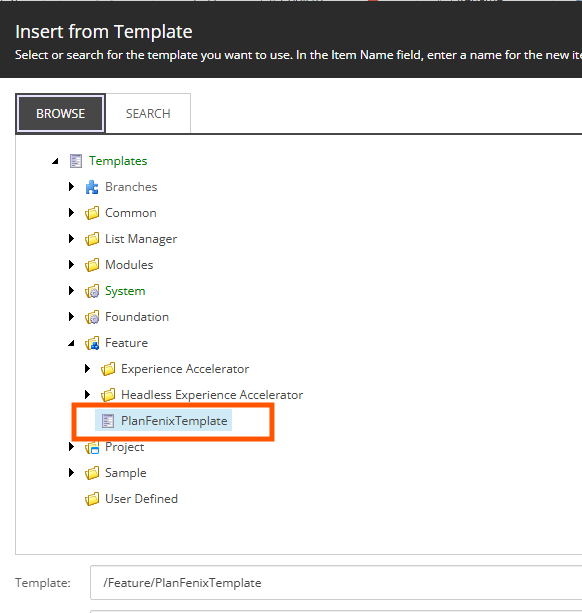 Insert from Template
Select or search for the template you want to use. In the Item Name field, enter a name for the new ite
BROWSE
SEARCH
Templates
Branches
Common
List Manager
Modules
System
Foundation
Feature
Experience Accelerator
Headless Experience Accelerator
PlanFenixTemplate
Project
Sample
User Defined
Template:
/Feature/PlanFenixTemplate